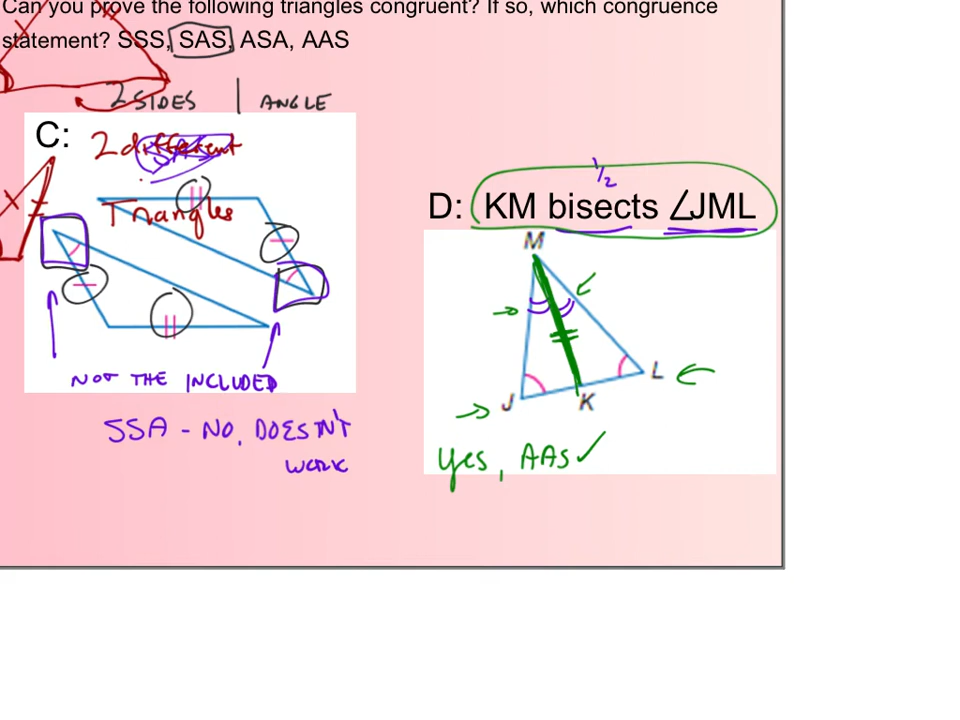 Can you prove the following triangles congruent? If so, which congruence
statement? SSS, SAS, ASA, AAS
2 SIDES | ANGLE
C: 2 different
SAS
Triangles
NOT THE INCLUDED
SSA - NO, DOESN'T
WORK
1/2
D: KM bisects ∠JML
M
J
K
L
yes, AAS ✓